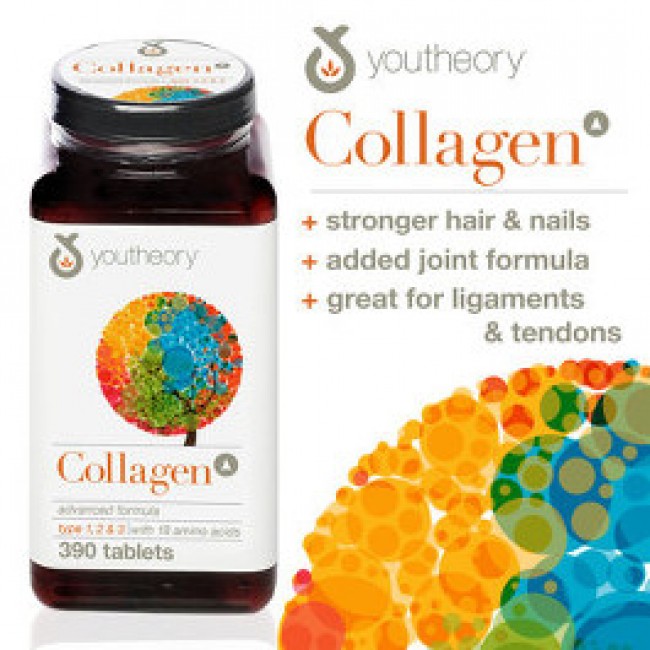 Collagen
youtheory
Collagen
advanced formula
type 1, 2 & 3 with 18 amino acids
390 tablets
youtheory
Collagen
+ stronger hair & nails
+ added joint formula
+ great for ligaments
& tendons